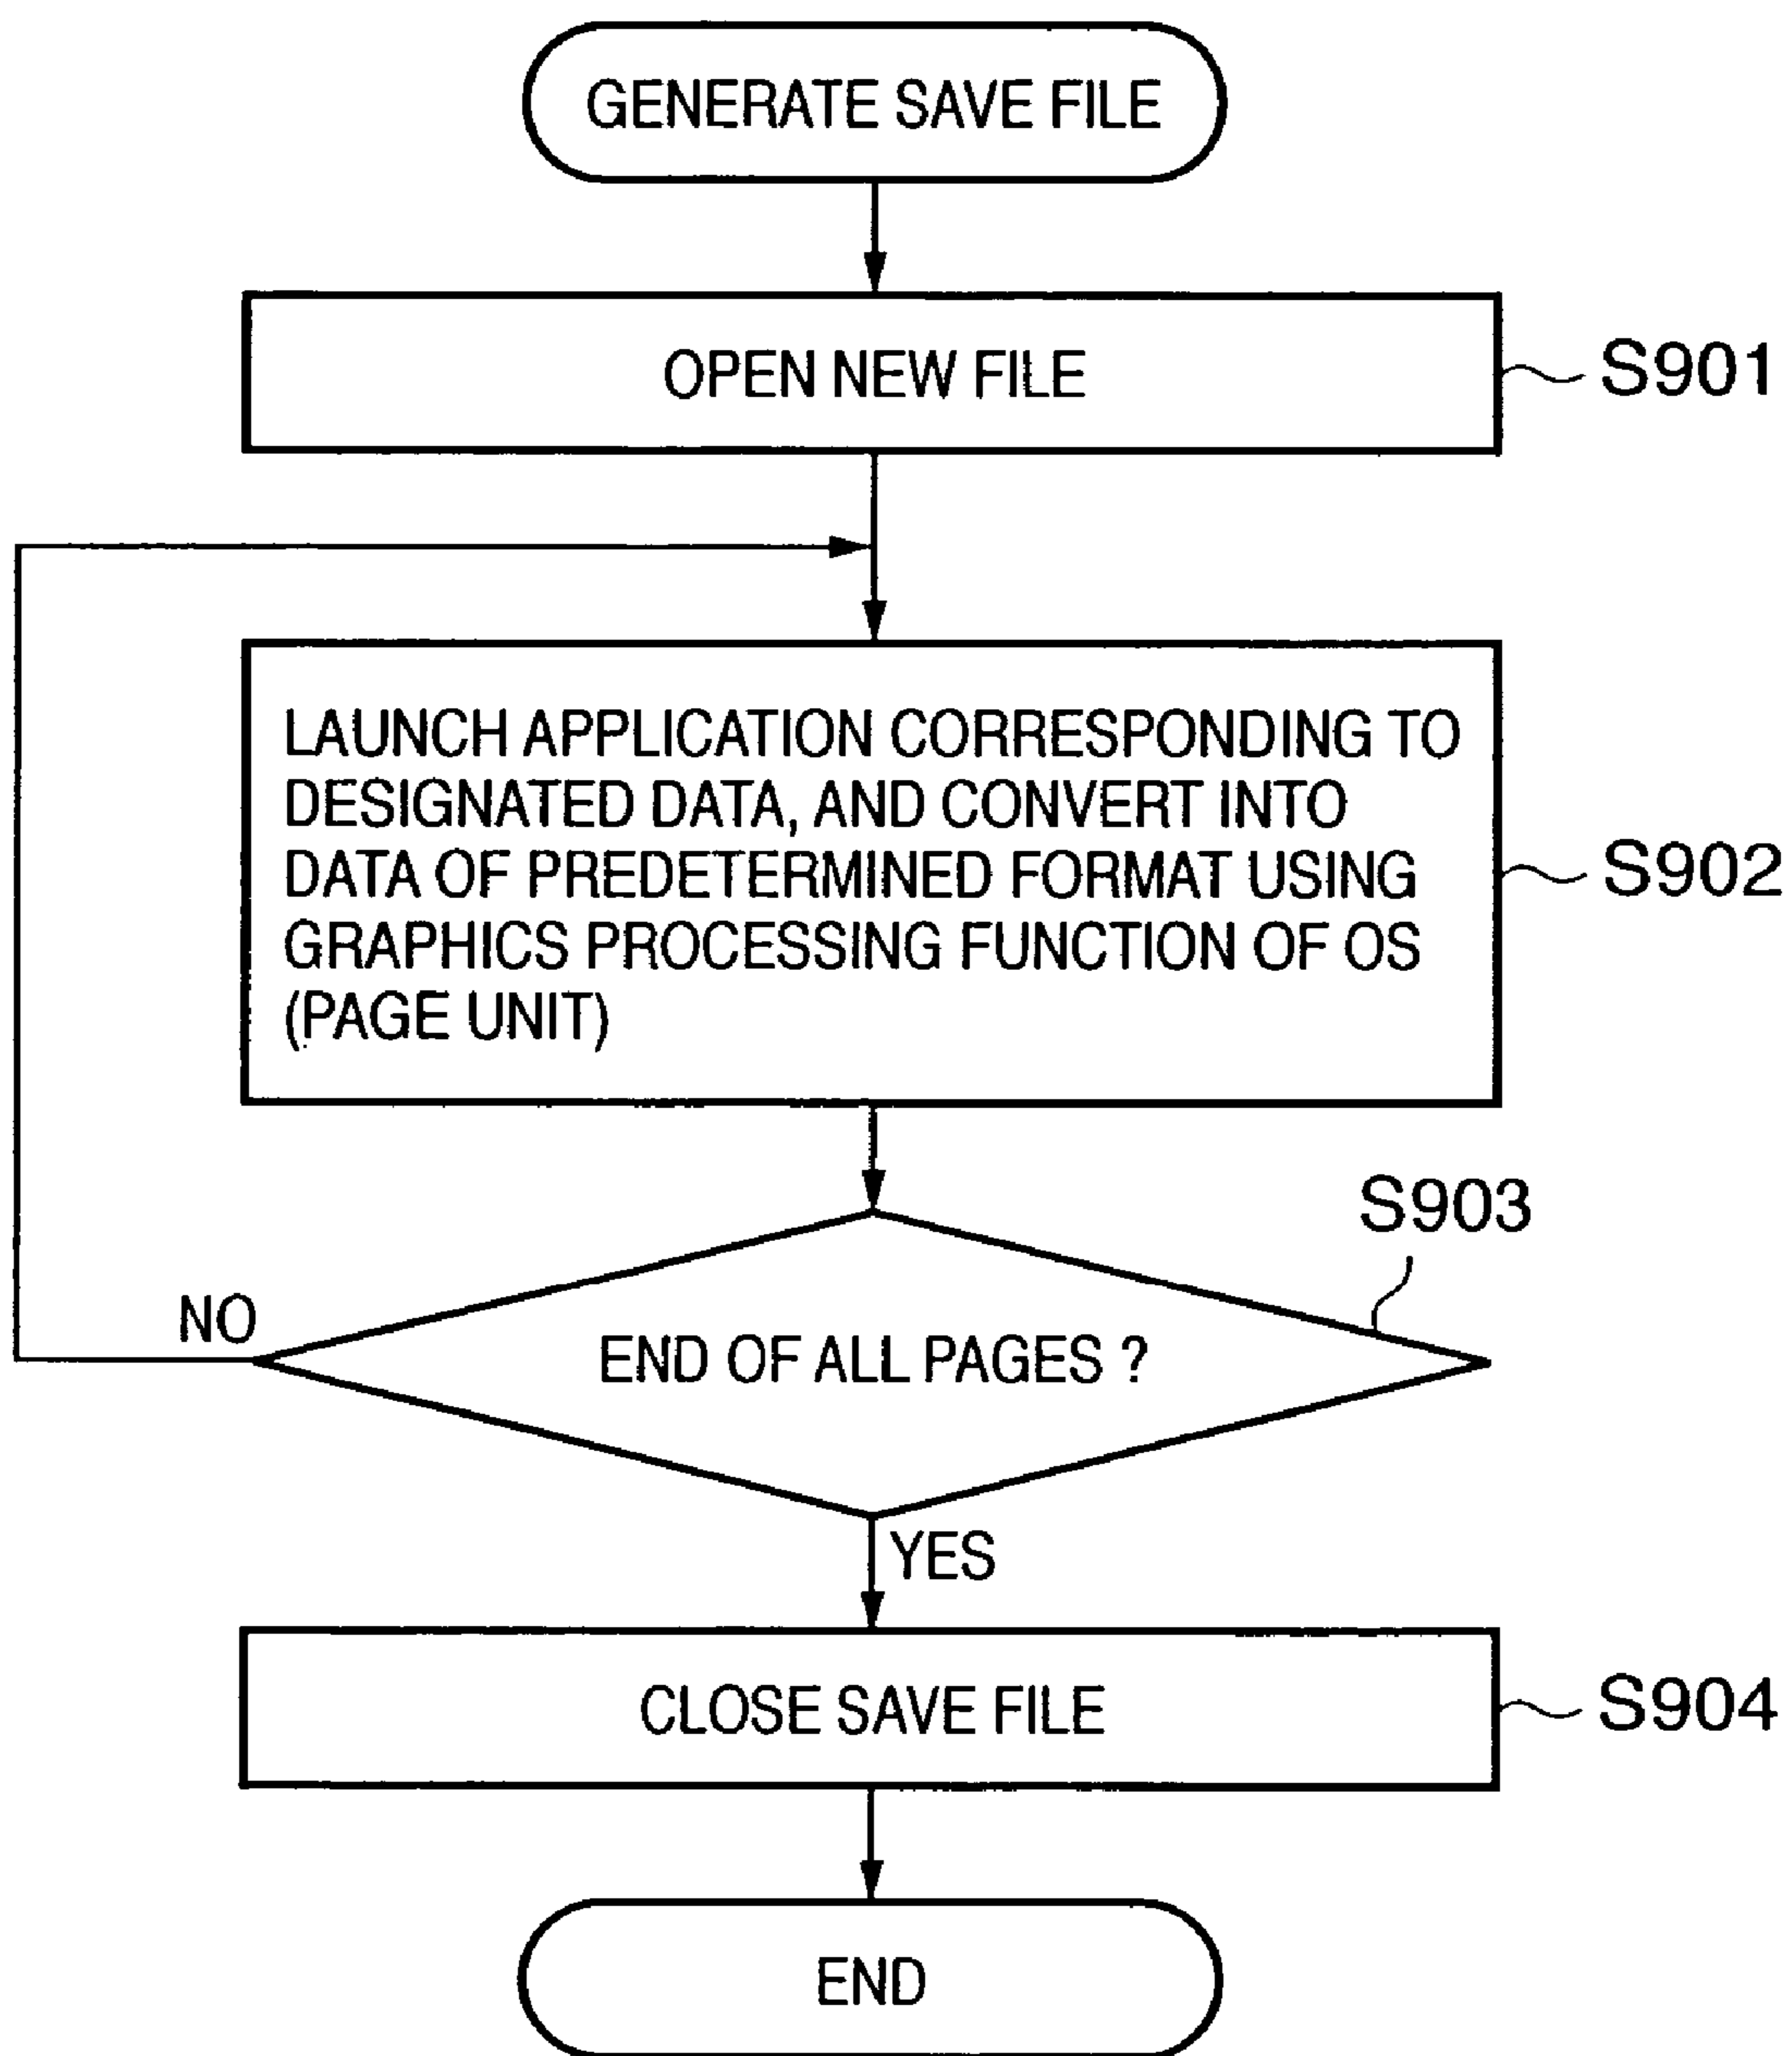 GENERATE SAVE FILE
OPEN NEW FILE
S901
LAUNCH APPLICATION CORRESPONDING TO
DESIGNATED DATA, AND CONVERT INTO
DATA OF PREDETERMINED FORMAT USING
GRAPHICS PROCESSING FUNCTION OF OS
(PAGE UNIT)
S902
S903
NO
END OF ALL PAGES ?
YES
CLOSE SAVE FILE
S904
END